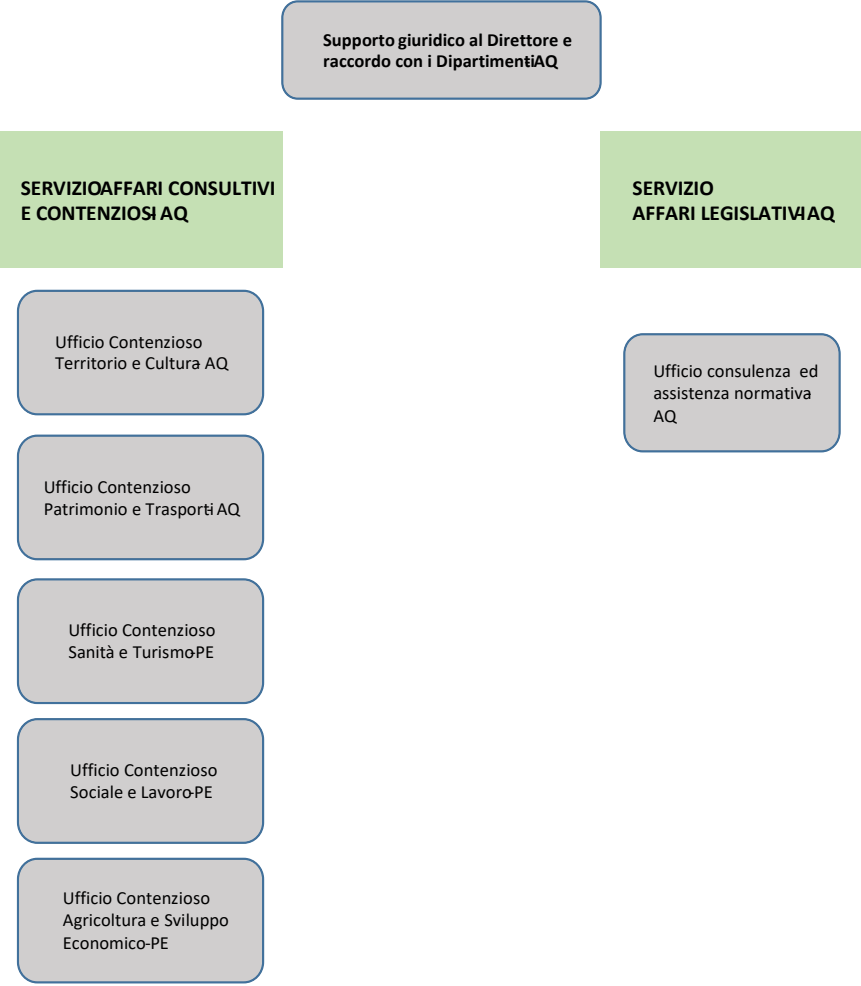 Supporto giuridico al Direttore e
raccordo con i Dipartimenti-AQ
SERVIZIO AFFARI CONSULTIVI
E CONTENZIOSI- AQ
SERVIZIO
AFFARI LEGISLATIVI-AQ
Ufficio Contenzioso
Territorio e Cultura- AQ
Ufficio Contenzioso
Patrimonio e Trasporti- AQ
Ufficio Contenzioso
Sanità e Turismo-PE
Ufficio Contenzioso
Sociale e Lavoro-PE
Ufficio Contenzioso
Agricoltura e Sviluppo
Economico-PE
Ufficio consulenza ed
assistenza normativa
AQ